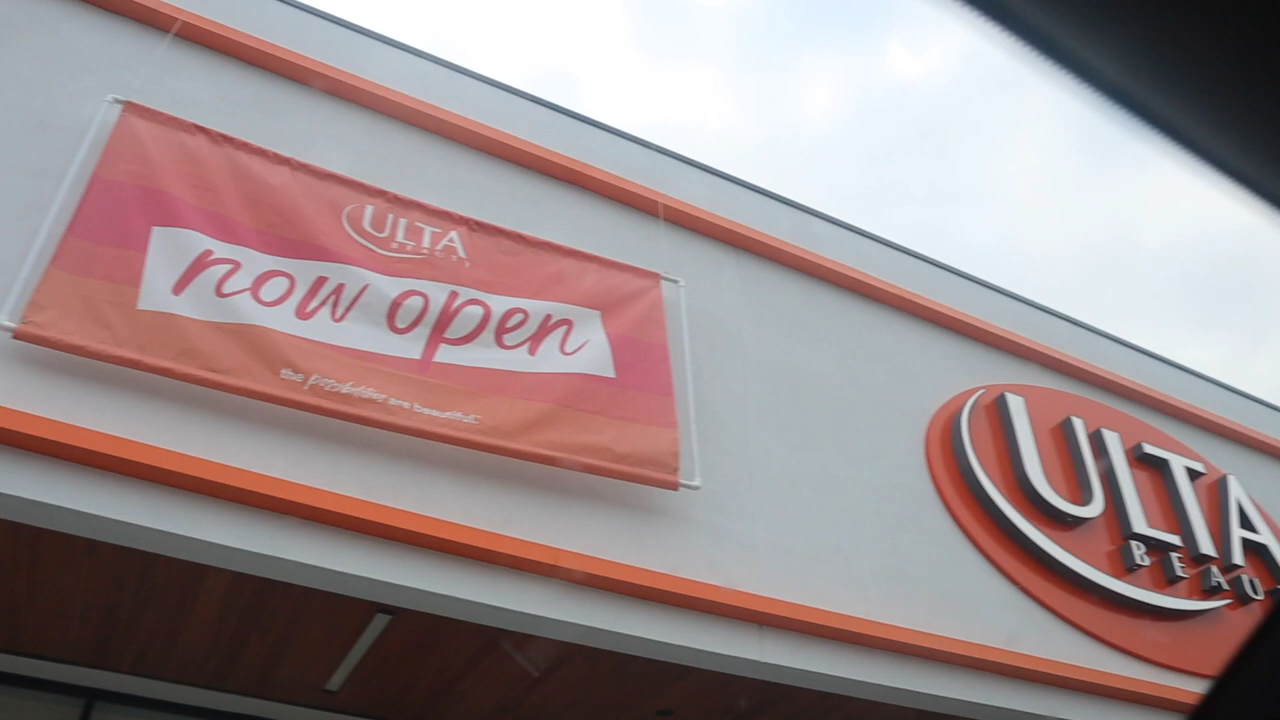 ULTA
BEAUTY
now open
the possibilities are beautiful.
ULTA
BEAU